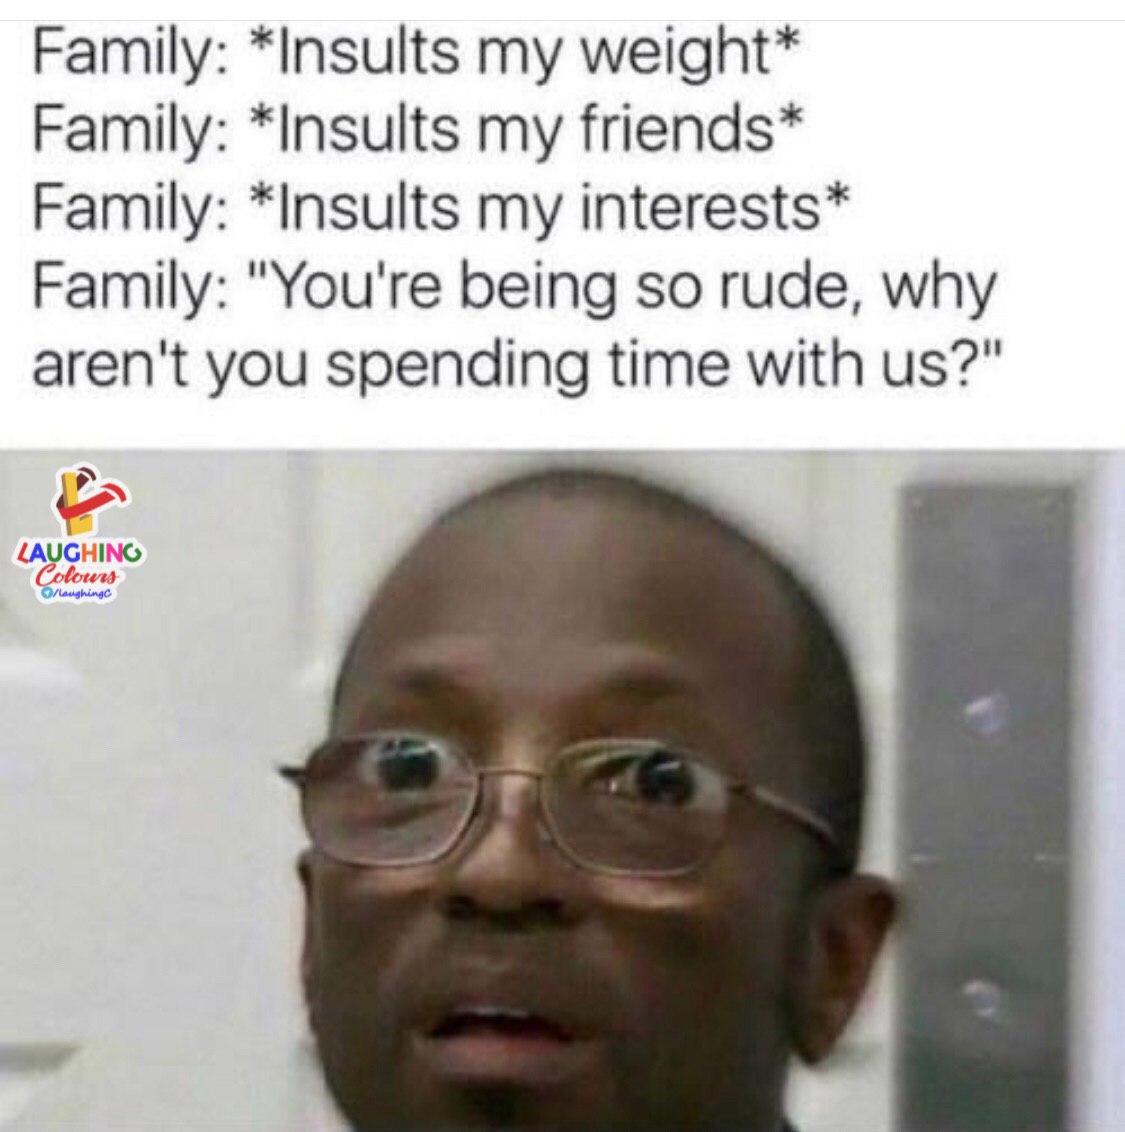 Family: *Insults my weight*
Family: *Insults my friends*
Family: *Insults my interests*
Family: "You're being so rude, why
aren't you spending time with us?"
LAUGHING
Colours
/laughingC